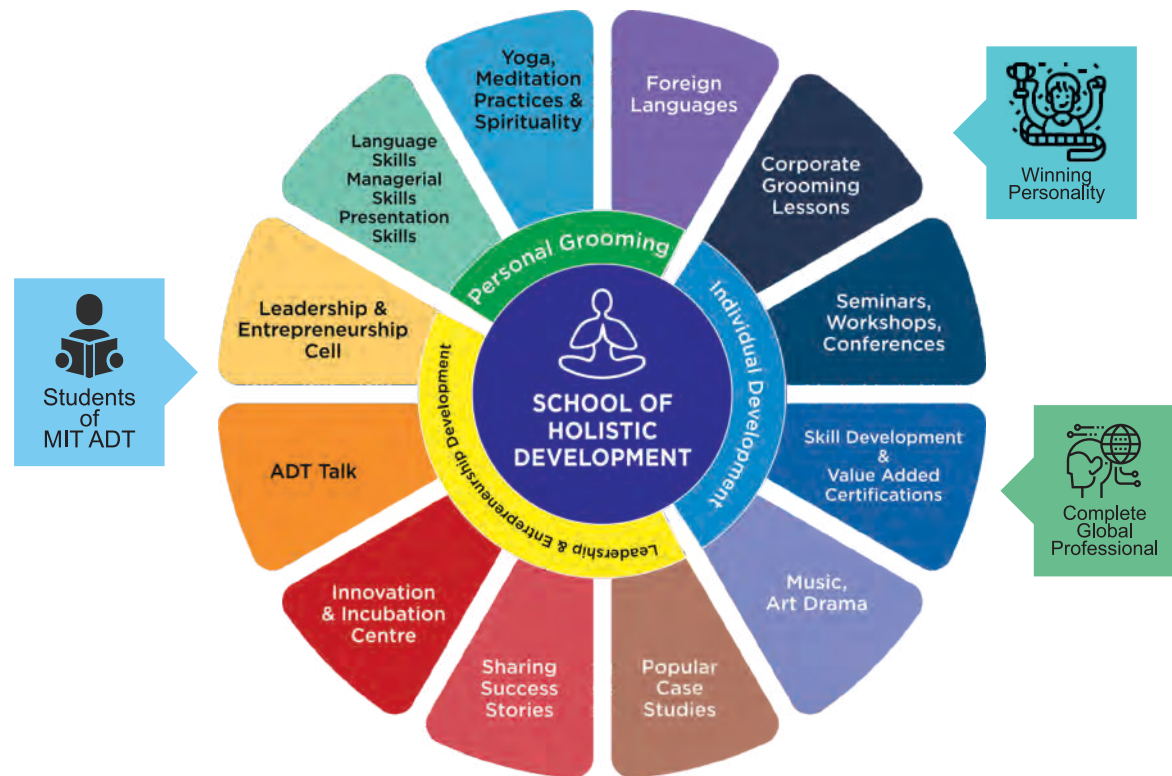 Yoga,
Meditation
Practices &
Spirituality
Foreign
Languages
Corporate
Grooming
Lessons
Seminars,
Workshops,
Conferences
Skill Development
&
Value Added
Certifications
Music,
Art Drama
Popular
Case
Studies
Sharing
Success
Stories
Innovation
& Incubation
Centre
ADT Talk
Leadership &
Entrepreneurship
Cell
Language
Skills
Managerial
Skills
Presentation
Skills
Personal Grooming
Individual Development
Leadership & Entrepreneurship Development
SCHOOL OF
HOLISTIC
DEVELOPMENT
Students
of
MIT ADT
Winning
Personality
Complete
Global
Professional